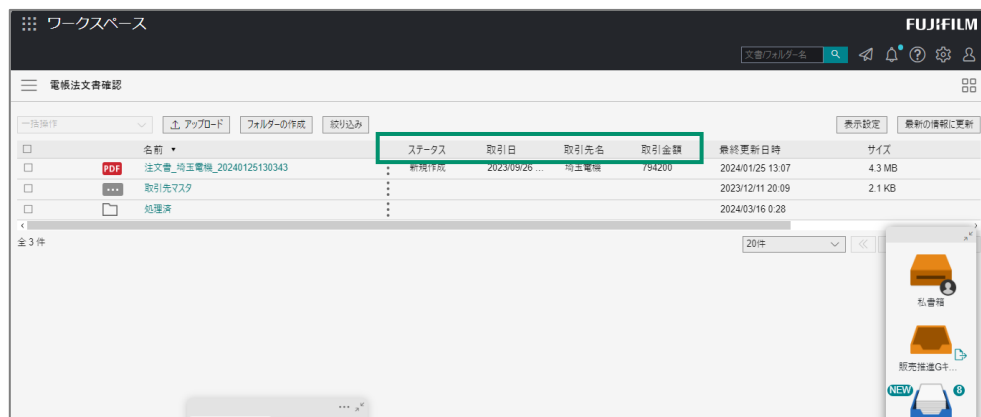 ワークスペース
FUJIFILM
文書/フォルダー名
電帳法文書確認
一括操作 アップロード フォルダーの作成 絞り込み 表示設定 最新の情報に更新
名前 ▼ ステータス 取引日 取引先名 取引金額 最終更新日時 サイズ
PDF 注文書_埼玉電機_20240125130343 新規作成 2023/09/26 ... 埼玉電機 794200 2024/01/25 13:07 4.3 MB
取引先マスタ 2023/12/11 20:09 2.1 KB
処理済 2024/03/16 0:28
全 3 件 20件
私書箱
販売推進Gキ...
NEW 8